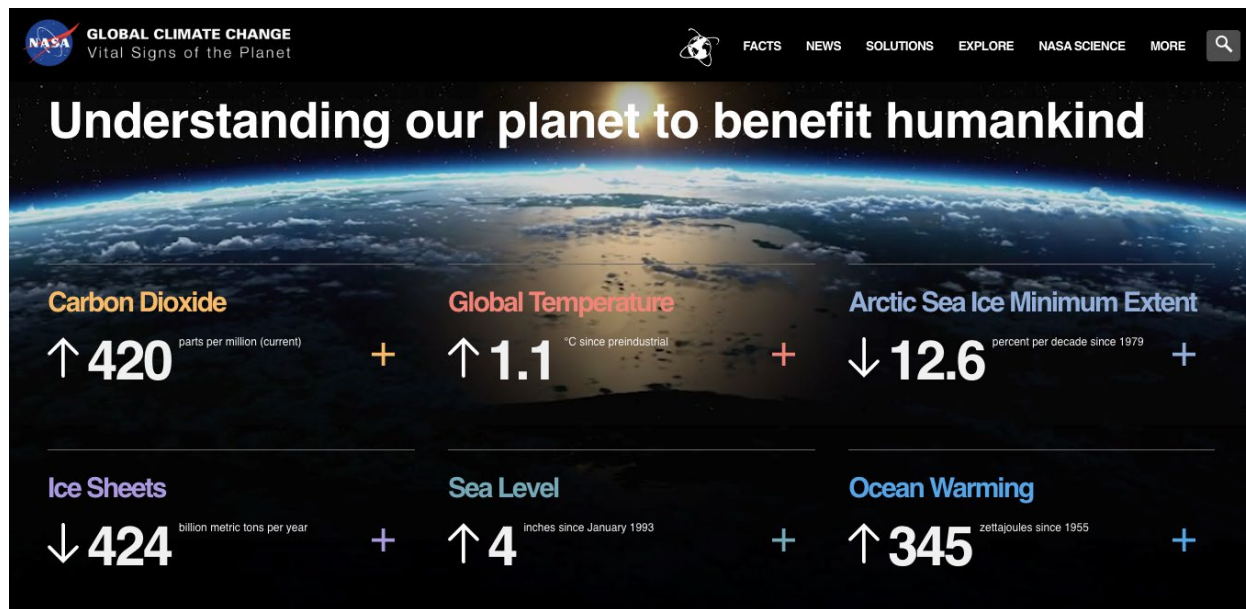 NASA
GLOBAL CLIMATE CHANGE
Vital Signs of the Planet
FACTS NEWS SOLUTIONS EXPLORE NASA SCIENCE MORE
Understanding our planet to benefit humankind
Carbon Dioxide
↑ 420 parts per million (current) +
Global Temperature
↑ 1.1 °C since preindustrial +
Arctic Sea Ice Minimum Extent
↓ 12.6 percent per decade since 1979 +
Ice Sheets
↓ 424 billion metric tons per year +
Sea Level
↑ 4 inches since January 1993 +
Ocean Warming
↑ 345 zettajoules since 1955 +